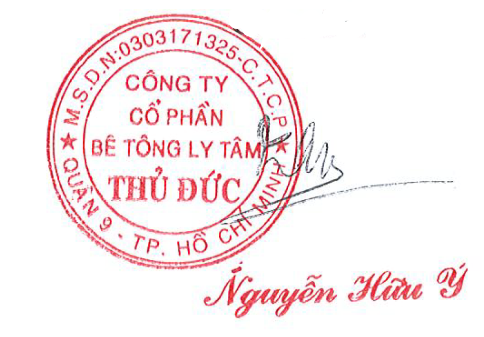 M.S.D.N:0303171325-C.T.C.P
CÔNG TY
CỔ PHẦN
BÊ TÔNG LY TÂM
THỦ ĐỨC
★ QUẬN 9 - TP. HỒ CHÍ MINH ★
Nguyễn Hữu Ý